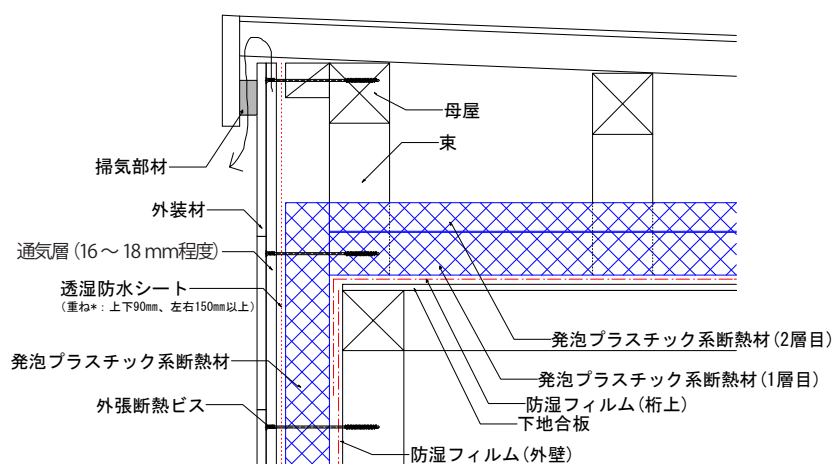 母屋
束
掃気部材
外装材
通気層(16～18mm程度)
透湿防水シート
(重ね*:上下90㎜、左右150㎜以上)
発泡プラスチック系断熱材(2層目)
発泡プラスチック系断熱材
発泡プラスチック系断熱材(1層目)
防湿フィルム(桁上)
外張断熱ビス
下地合板
防湿フィルム(外壁)